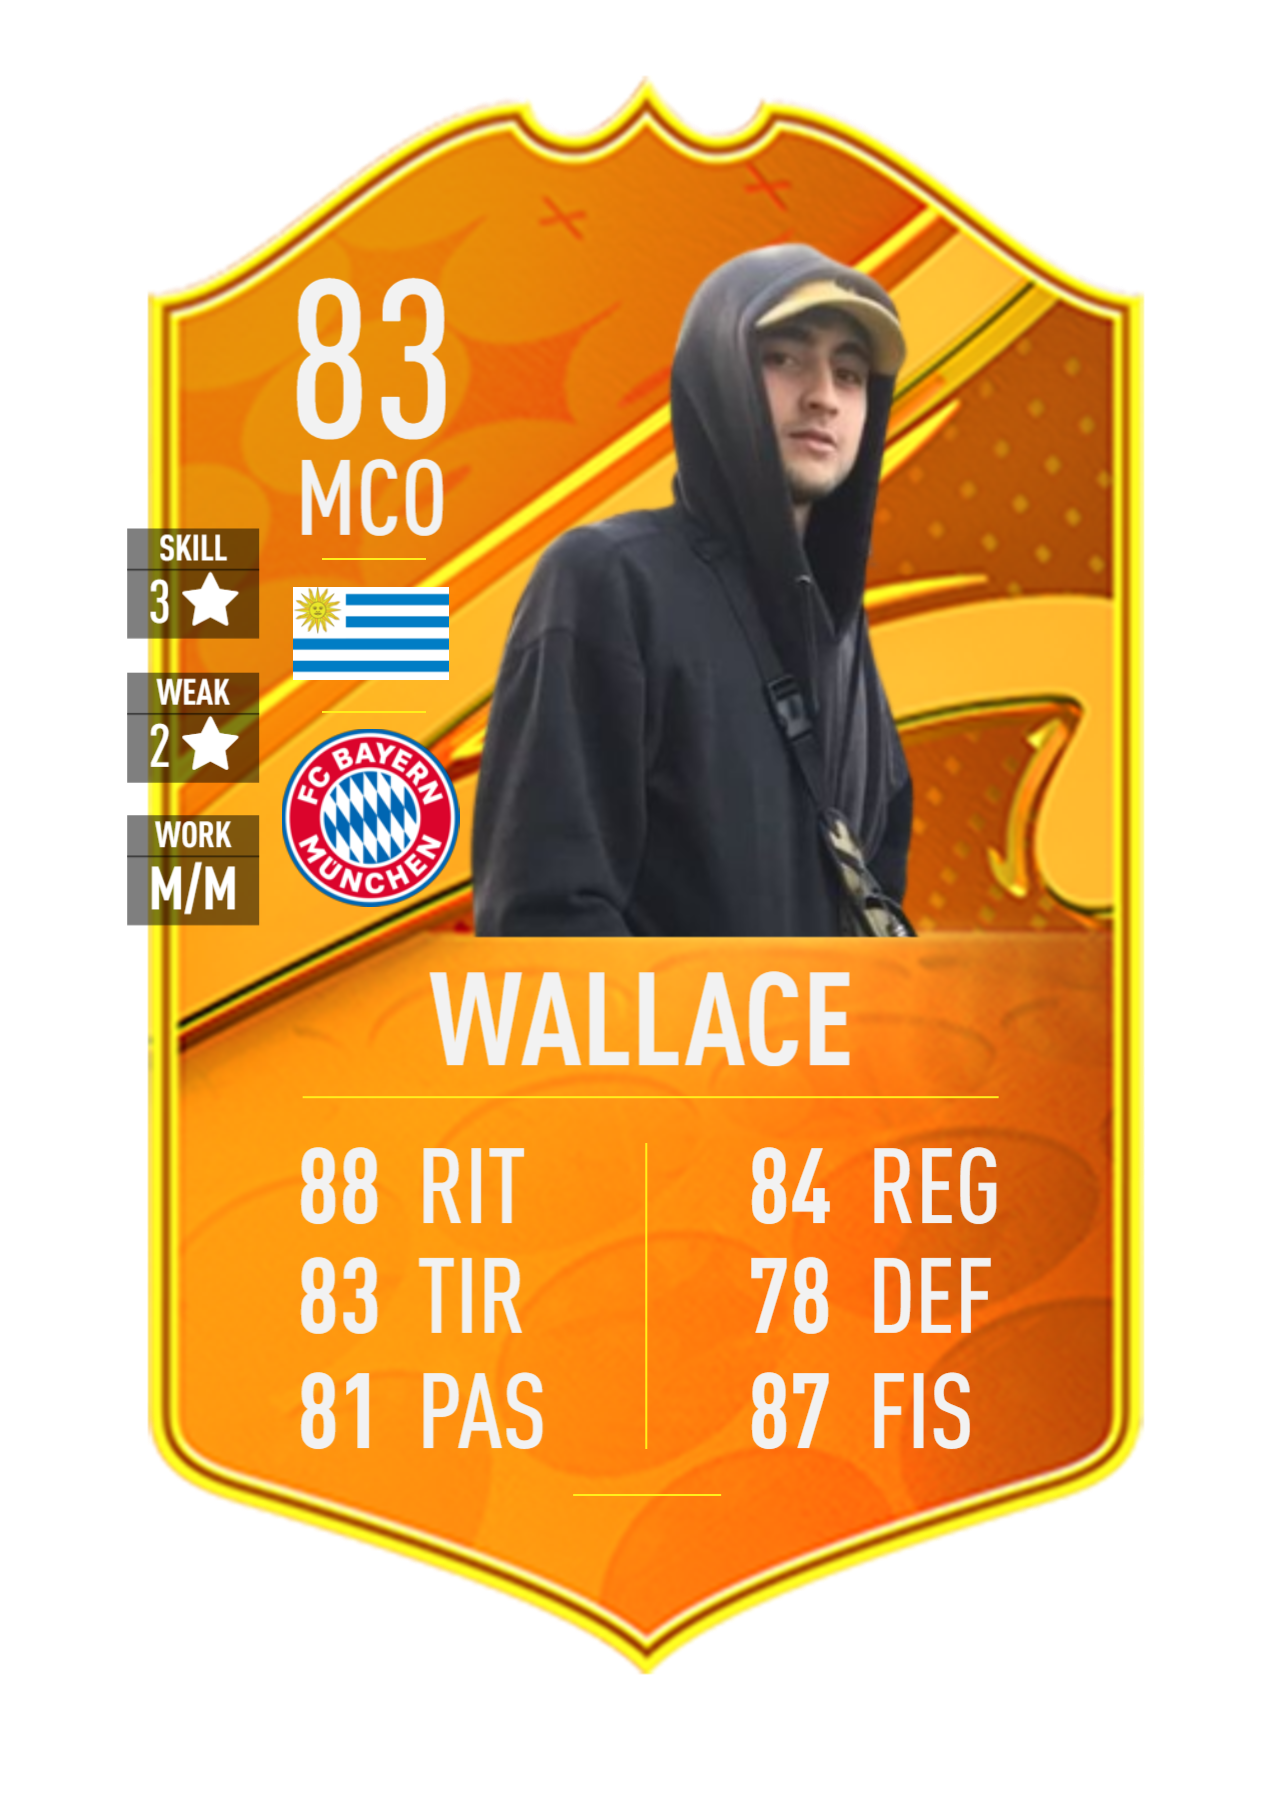 83
MCO
SKILL
3
WEAK
2
WORK
M/M
FC BAYERN
MÜNCHEN
WALLACE
88 RIT
83 TIR
81 PAS
84 REG
78 DEF
87 FIS